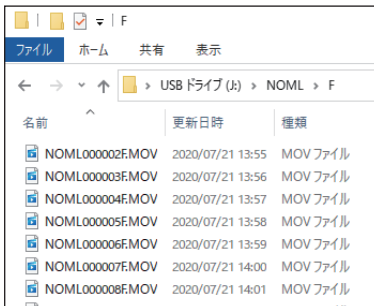 F
ファイル ホーム 共有 表示
USB ドライブ (J:) > NOML > F
名前 更新日時 種類
NOML000002F.MOV 2020/07/21 13:55 MOV ファイル
NOML000003F.MOV 2020/07/21 13:56 MOV ファイル
NOML000004F.MOV 2020/07/21 13:57 MOV ファイル
NOML000005F.MOV 2020/07/21 13:58 MOV ファイル
NOML000006F.MOV 2020/07/21 13:59 MOV ファイル
NOML000007F.MOV 2020/07/21 14:00 MOV ファイル
NOML000008F.MOV 2020/07/21 14:01 MOV ファイル